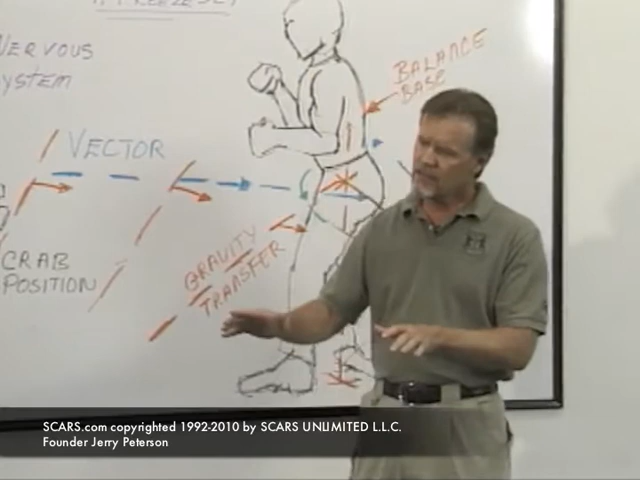 NERVOUS
SYSTEM
BALANCE
BASE
VECTOR
GRAVITY
TRANSFER
CRAB
POSITION
SCARS.com copyrighted 1992-2010 by SCARS UNLIMITED L.L.C.
Founder Jerry Peterson